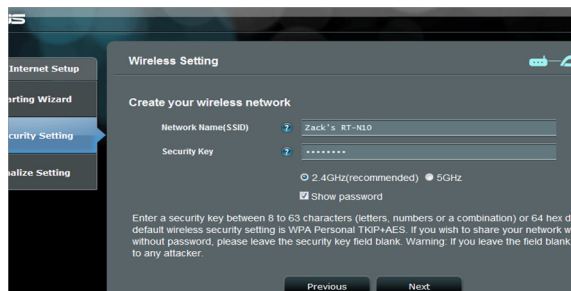 Wireless Setting
Internet Setup
Create your wireless network
Wizard
Network Name(SSID) ? Zack's RT-N10
Setting
Security Key ? ••••••••
2.4GHz(recommended) 5GHz
Setting
Show password
Enter a security key between 8 to 63 characters (letters, numbers or a combination) or 64 hex
default wireless security setting is WPA Personal TKIP+AES. If you wish to share your network
without password, please leave the security key field blank. Warning: If you leave the field blank
to any attacker.
Previous Next